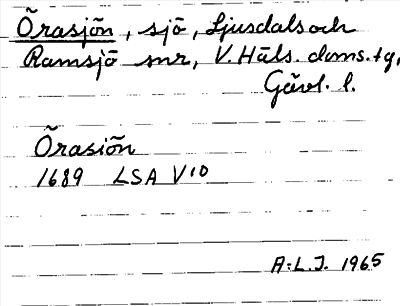 Örasjön, sjö, Ljusdals och
Ramsjö snr, V. Häls. doms. tg,
Gävl. l.
Örasiön
1689 LSA V10
A.L.J. 1965